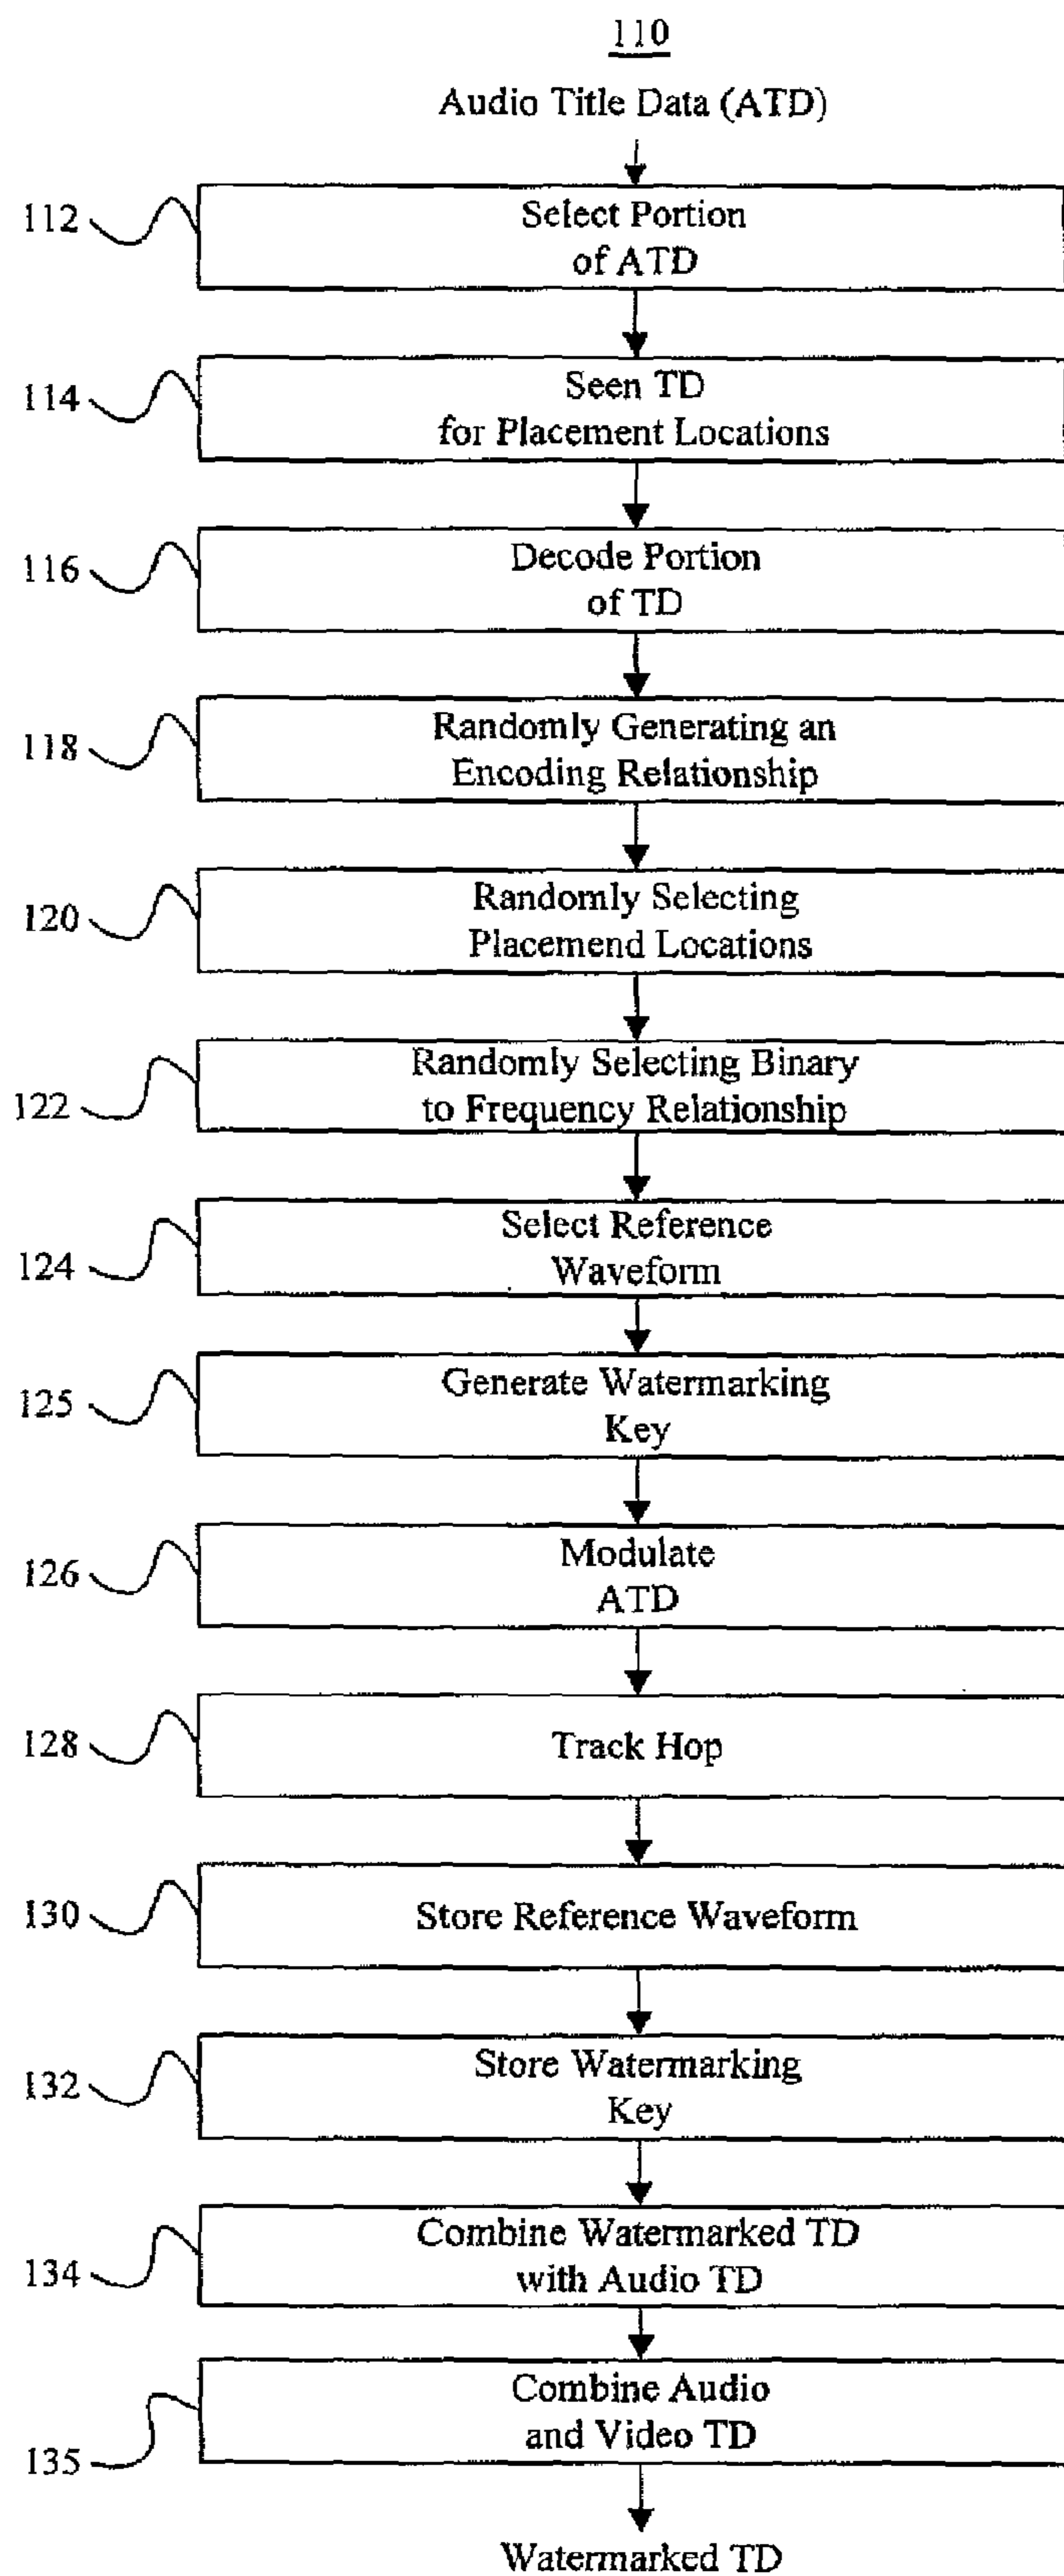 110
Audio Title Data (ATD)
112
Select Portion
of ATD
114
Seen TD
for Placement Locations
116
Decode Portion
of TD
118
Randomly Generating an
Encoding Relationship
120
Randomly Selecting
Placemend Locations
122
Randomly Selecting Binary
to Frequency Relationship
124
Select Reference
Waveform
125
Generate Watermarking
Key
126
Modulate
ATD
128
Track Hop
130
Store Reference Waveform
132
Store Watermarking
Key
134
Combine Watermarked TD
with Audio TD
135
Combine Audio
and Video TD
Watermarked TD